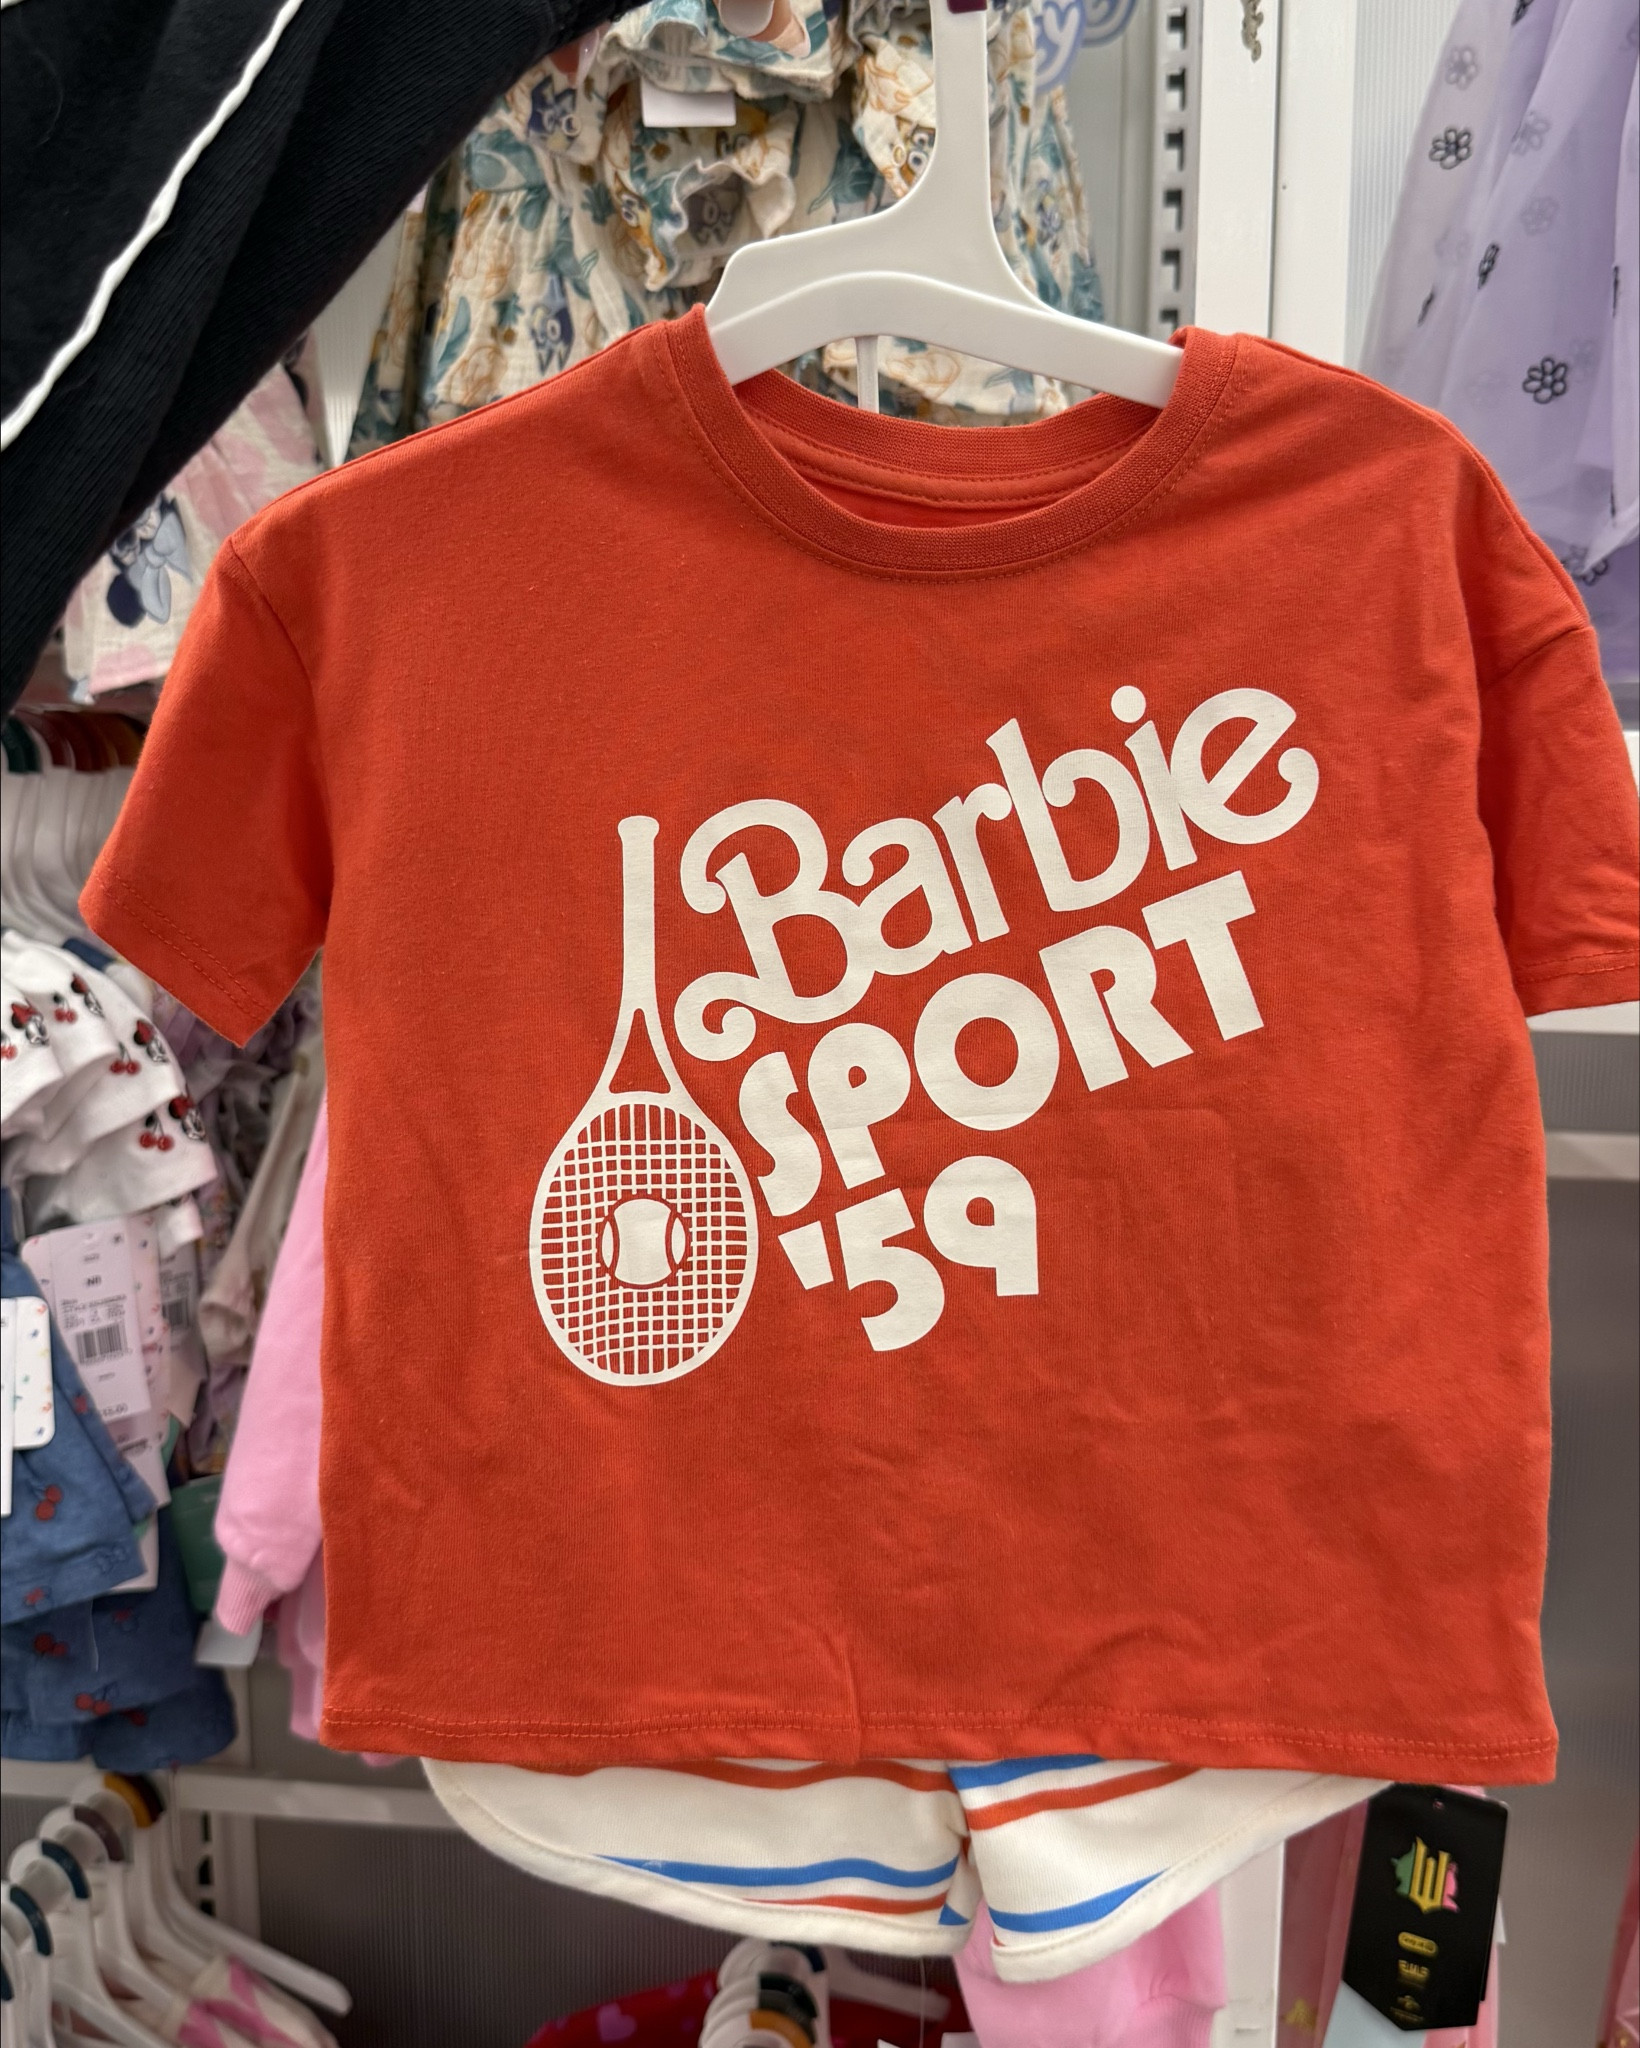 Barbie
SPORT
'59
W